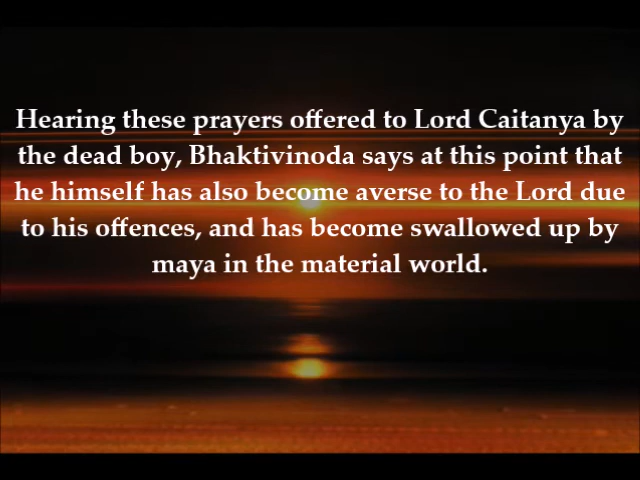 Hearing these prayers offered to Lord Caitanya by
the dead boy, Bhaktivinoda says at this point that
he himself has also become averse to the Lord due
to his offences, and has become swallowed up by
maya in the material world.